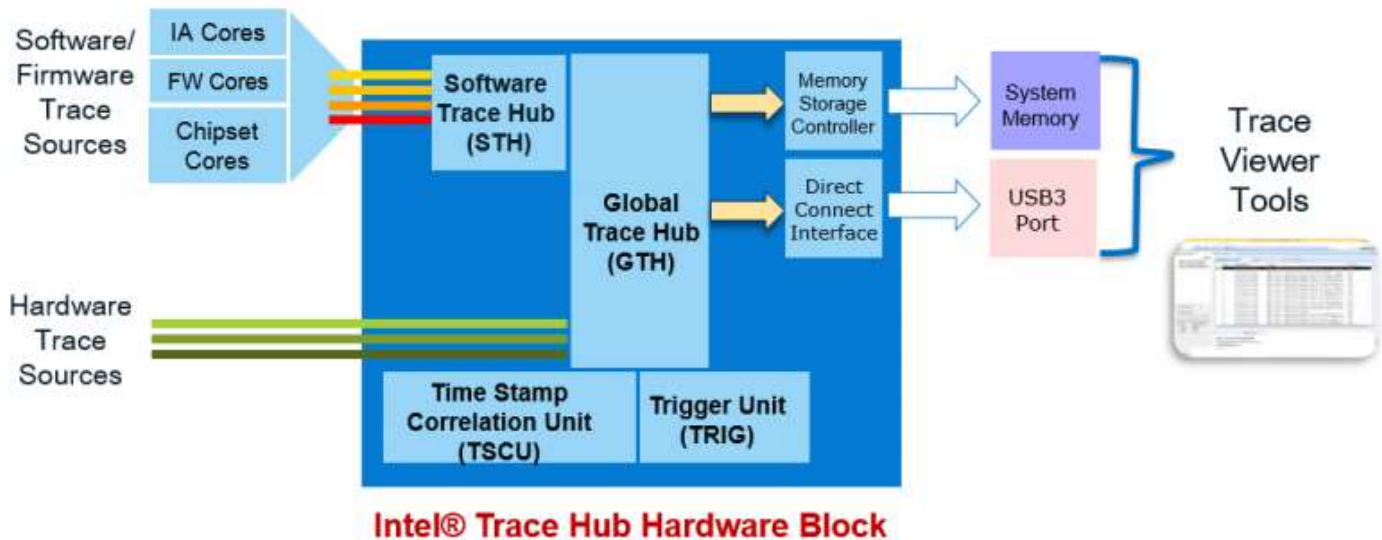 Software/
Firmware
Trace
Sources
IA Cores
FW Cores
Chipset
Cores
Software
Trace Hub
(STH)
Global
Trace Hub
(GTH)
Memory
Storage
Controller
Direct
Connect
Interface
System
Memory
USB3
Port
Trace
Viewer
Tools
Hardware
Trace
Sources
Time Stamp
Correlation Unit
(TSCU)
Trigger Unit
(TRIG)
Intel® Trace Hub Hardware Block